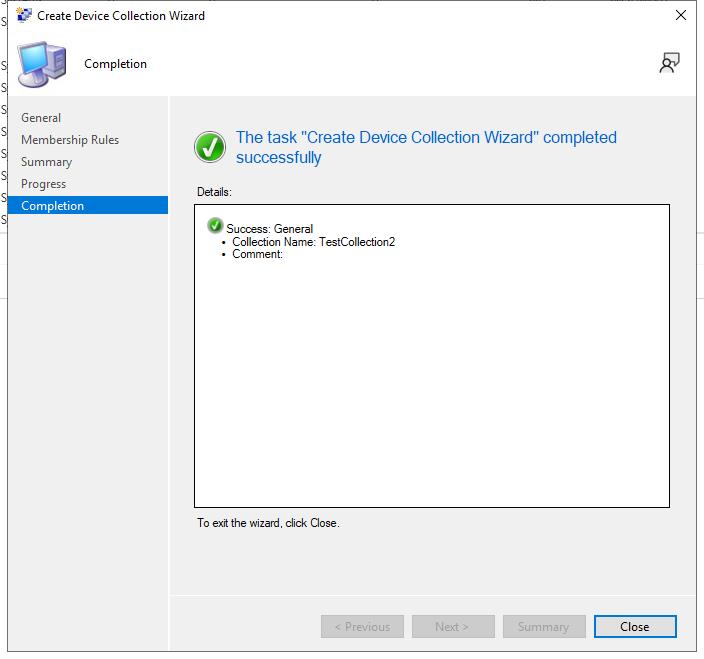 Create Device Collection Wizard
Completion
General
Membership Rules
Summary
Progress
Completion
The task "Create Device Collection Wizard" completed
successfully
Details:
Success: General
• Collection Name: TestCollection2
• Comment:
To exit the wizard, click Close.
< Previous
Next >
Summary
Close